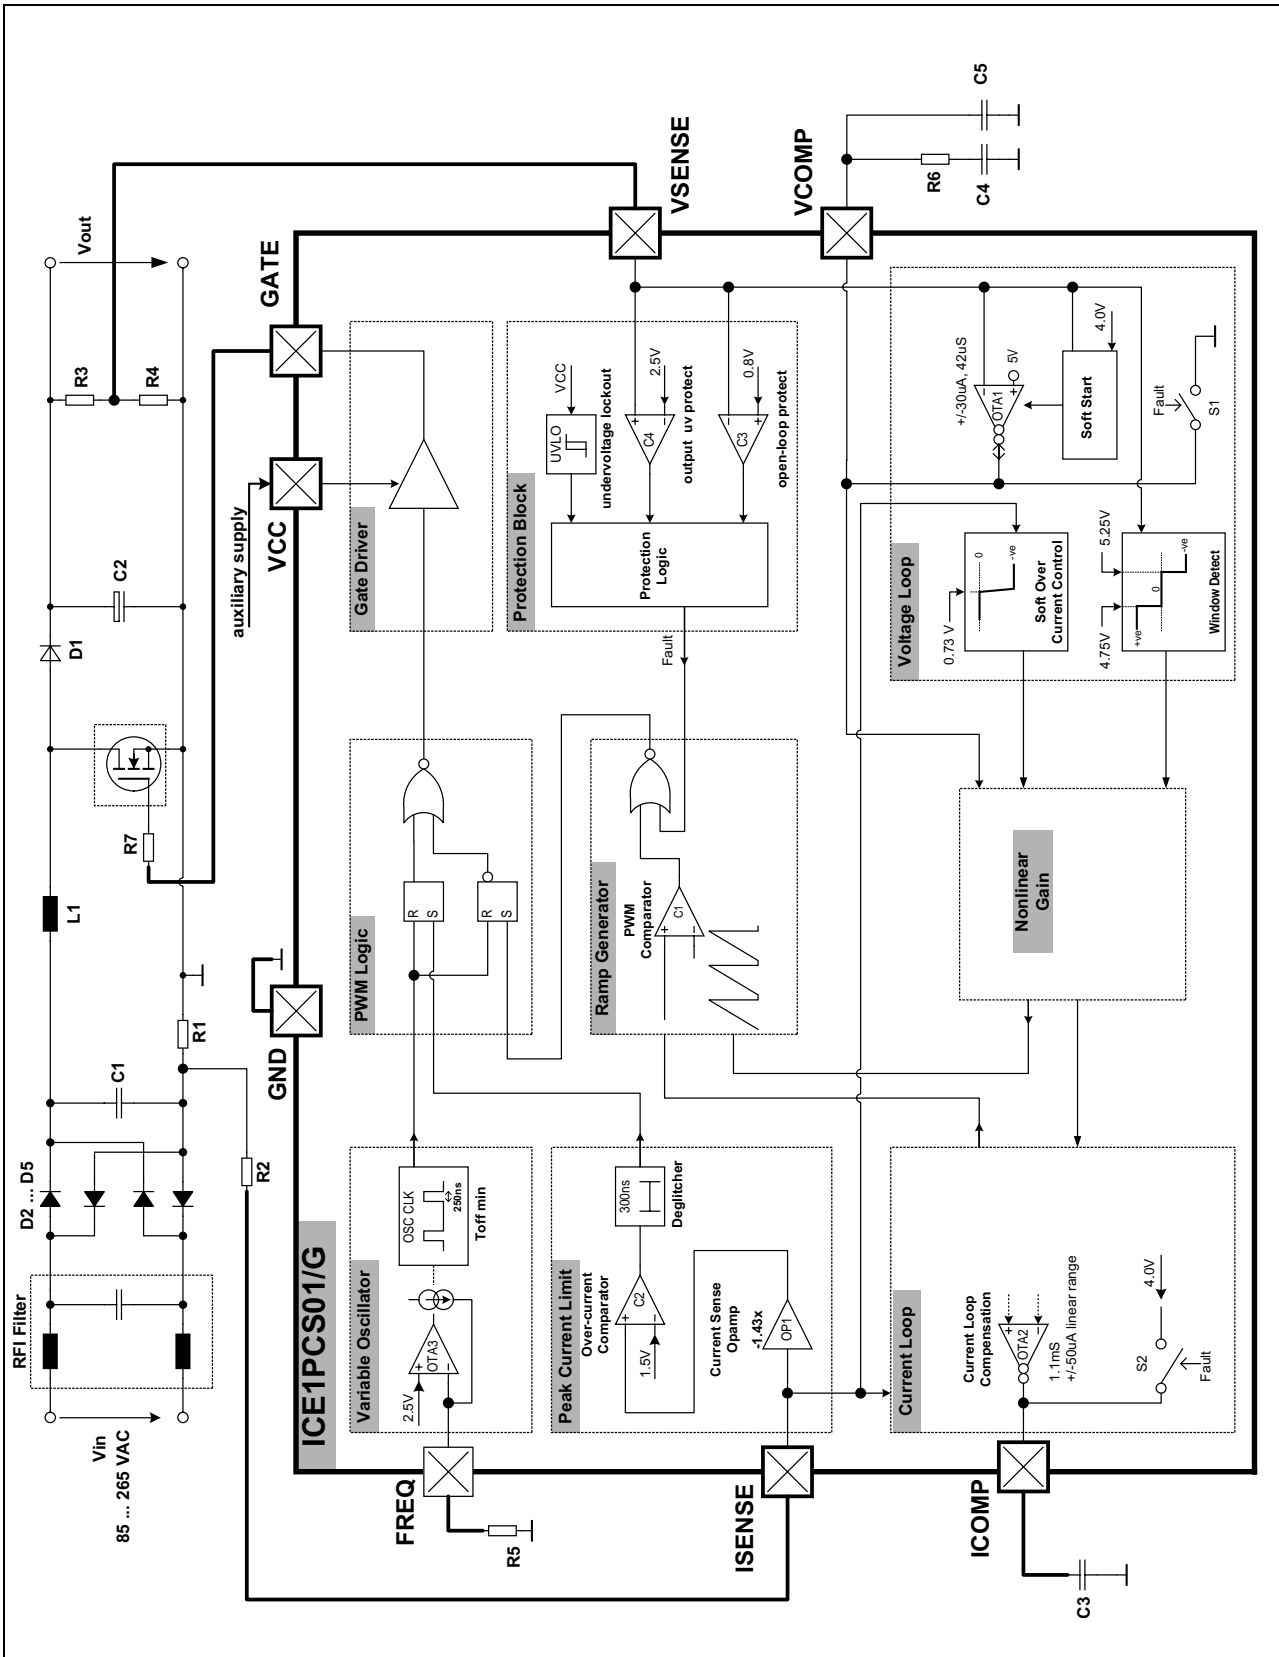 RFI Filter
Vin
85 ... 265 VAC
D2 ... D5
C1
R1
R2
L1
R7
D1
C2
R3
R4
Vout
auxiliary supply
GND
VCC
GATE
ICE1PCS01/G
FREQ
R5
Variable Oscillator
2.5V
+
−
OTA3
OSC CLK
250ns
Toff min
PWM Logic
R
S
R
S
Gate Driver
Peak Current Limit
Over-current
Comparator
1.5V
+
−
C2
300ns
Deglitcher
Current Sense
Opamp
-1.43x
OP1
Ramp Generator
PWM
Comparator
C1
+
−
Protection Block
Fault
Protection
Logic
UVLO
VCC
undervoltage lockout
C4
+
−
2.5V
output uv protect
C3
−
+
0.8V
open-loop protect
VSENSE
VCOMP
R6
C4
C5
ISENSE
ICOMP
C3
Current Loop
Current Loop
Compensation
+
−
OTA2
1.1mS
+/-50uA linear range
4.0V
S2
Fault
Nonlinear
Gain
Voltage Loop
0.73 V
0
-ve
Soft Over
Current Control
4.75V
5.25V
+ve
0
-ve
Window Detect
+/-30uA, 42uS
−
+
OTA1
5V
Soft Start
4.0V
Fault
S1